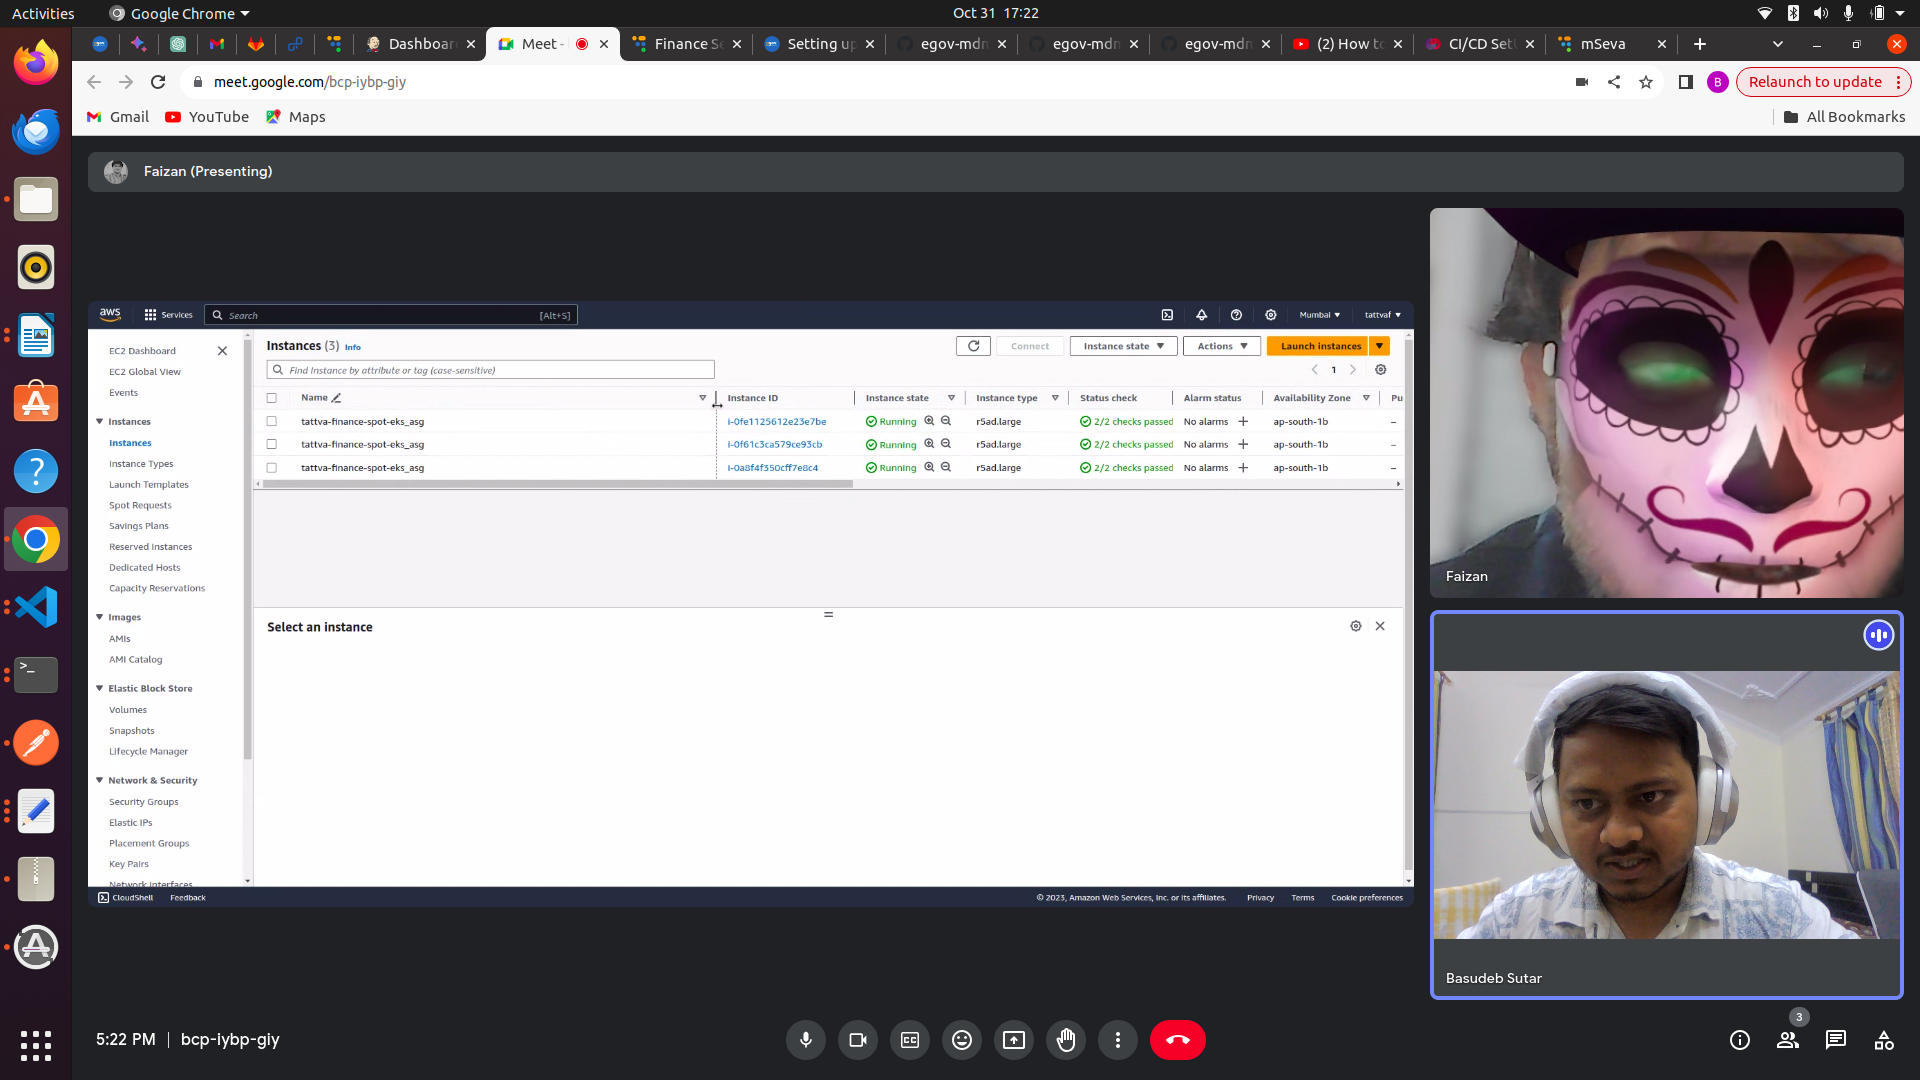 Activities
Google Chrome
Oct 31 17:22
Dashboar
Meet -
Finance Se
Setting up
egov-mdn
egov-mdn
egov-mdn
(2) How to
CI/CD Set
mSeva
meet.google.com/bcp-iybp-giy
B
Relaunch to update
Gmail
YouTube
Maps
All Bookmarks
Faizan (Presenting)
aws
Services
Search
[Alt+S]
Mumbai
tattvaf
EC2 Dashboard
EC2 Global View
Events
Instances
Instances
Instance Types
Launch Templates
Spot Requests
Savings Plans
Reserved Instances
Dedicated Hosts
Capacity Reservations
Images
AMIs
AMI Catalog
Elastic Block Store
Volumes
Snapshots
Lifecycle Manager
Network & Security
Security Groups
Elastic IPs
Placement Groups
Key Pairs
Network Interfaces
Instances (3) Info
Connect
Instance state
Actions
Launch instances
Find Instance by attribute or tag (case-sensitive)
1
Name Instance ID Instance state Instance type Status check Alarm status Availability Zone Pu
tattva-finance-spot-eks_asg i-0fe1125612e23e7be Running r5ad.large 2/2 checks passed No alarms + ap-south-1b –
tattva-finance-spot-eks_asg i-0f61c3ca579ce93cb Running r5ad.large 2/2 checks passed No alarms + ap-south-1b –
tattva-finance-spot-eks_asg i-0a8f4f350cff7e8c4 Running r5ad.large 2/2 checks passed No alarms + ap-south-1b –
Select an instance
CloudShell
Feedback
© 2023, Amazon Web Services, Inc. or its affiliates.
Privacy
Terms
Cookie preferences
Faizan
Basudeb Sutar
5:22 PM | bcp-iybp-giy
CC
3